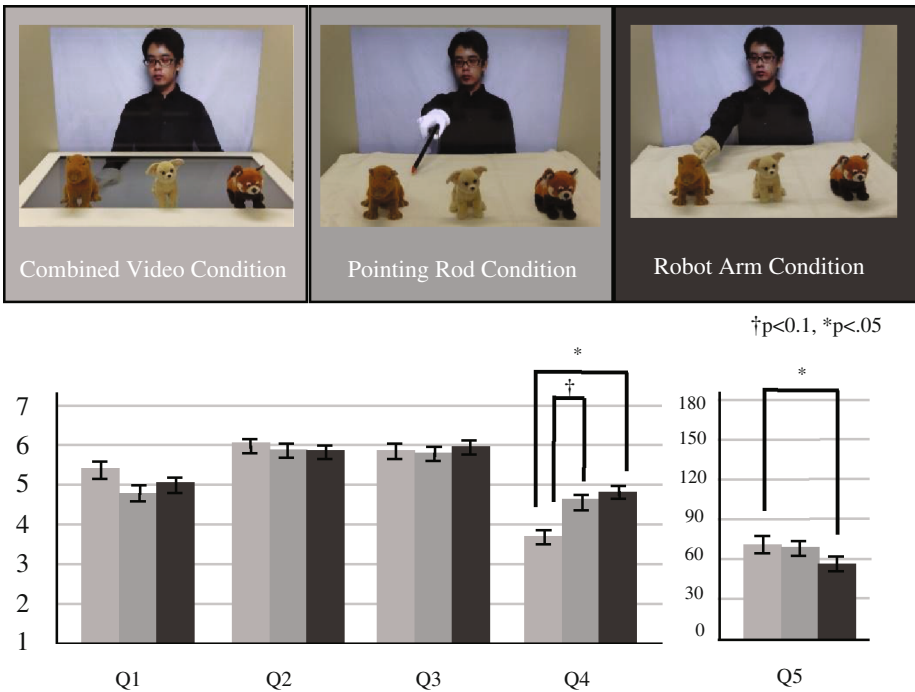 Combined Video Condition
Pointing Rod Condition
Robot Arm Condition
†p<0.1, *p<.05
*
†
*
7
6
5
4
3
2
1
180
150
120
90
60
30
0
Q1
Q2
Q3
Q4
Q5